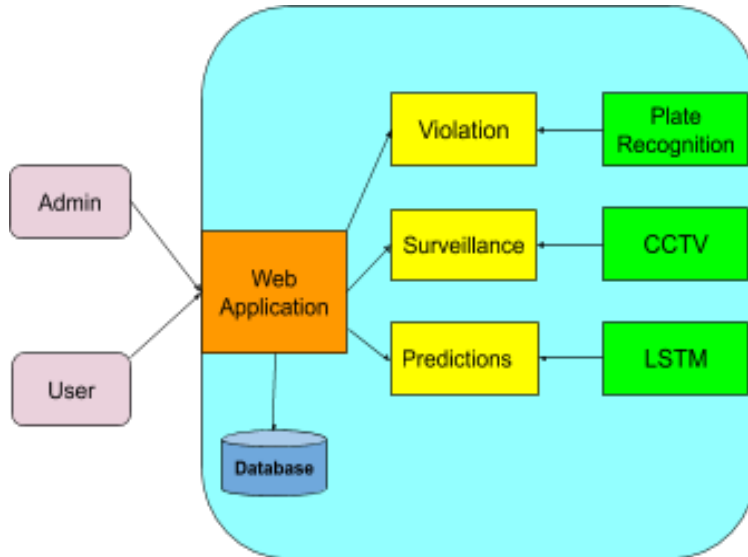 Violation
Plate
Recognition
Admin
Surveillance
CCTV
Web
Application
Predictions
LSTM
User
Database